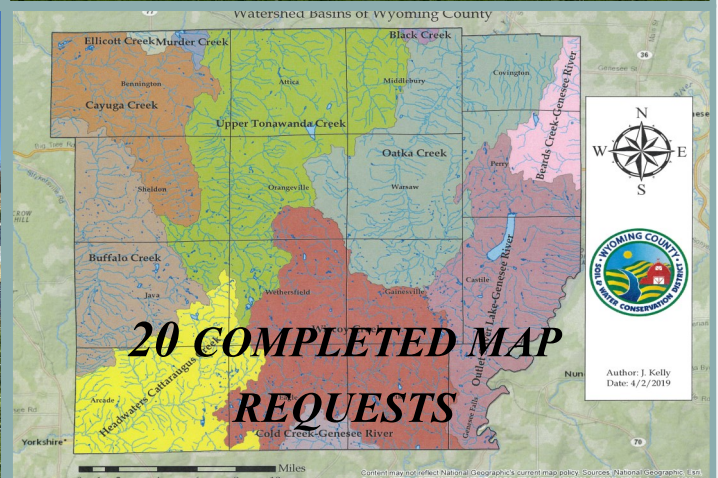 Watershed Basins of Wyoming County
Ellicott Creek
Murder Creek
Black Creek
36
Genesee St
Bennington
Attica
Middlebury
Covington
Cayuga Creek
Upper Tonawanda Creek
Beards Creek-Genesee River
Oatka Creek
Perry
Sheldon
Orangeville
Warsaw
N
W
E
S
WYOMING COUNTY
SOIL & WATER CONSERVATION DISTRICT
Buffalo Creek
Java
Wethersfield
Gainesville
Castile
20 COMPLETED MAP
REQUESTS
Headwaters Cattaraugus Creek
Arcade
Genesee Falls
Cold Creek-Genesee River
Author: J. Kelly
Date: 4/2/2019
Yorkshire
70
Miles
Content may not reflect National Geographic's current map policy. Sources: National Geographic, Esri,